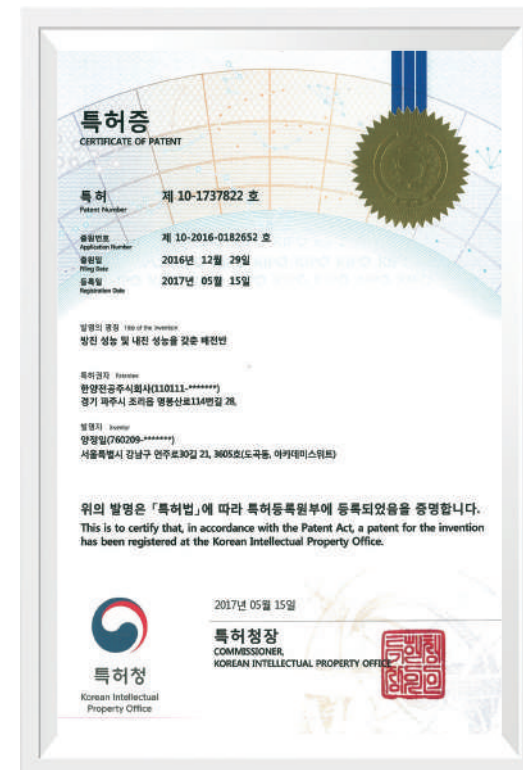 특허증
CERTIFICATE OF PATENT
특허 제 10-1737822 호
Patent Number
출원번호 제 10-2016-0182652 호
Application Number
출원일 2016년 12월 29일
Filing Date
등록일 2017년 05월 15일
Registration Date
발명의 명칭 Title of the Invention
방진 성능 및 내진 성능을 갖춘 배전반
특허권자 Patentee
한양전공주식회사(110111-*******)
경기 파주시 조리읍 명봉산로114번길 28,
발명자 Inventor
양정일(760209-*******)
서울특별시 강남구 언주로30길 21, 3605호(도곡동, 아카데미스위트)
위의 발명은 「특허법」에 따라 특허등록원부에 등록되었음을 증명합니다.
This is to certify that, in accordance with the Patent Act, a patent for the invention
has been registered at the Korean Intellectual Property Office.
2017년 05월 15일
특허청장
COMMISSIONER,
KOREAN INTELLECTUAL PROPERTY OFFICE
특허청
Korean Intellectual
Property Office